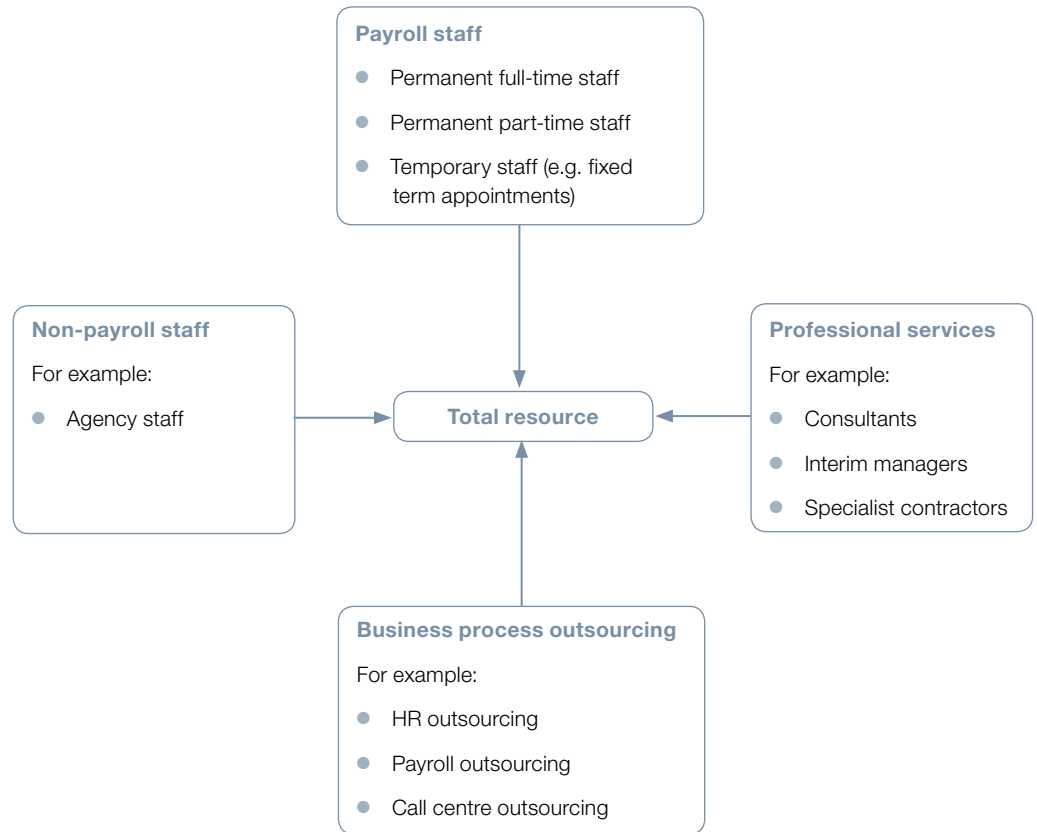 Payroll staff
Permanent full-time staff
Permanent part-time staff
Temporary staff (e.g. fixed
term appointments)
Non-payroll staff
For example:
Agency staff
Total resource
Professional services
For example:
Consultants
Interim managers
Specialist contractors
Business process outsourcing
For example:
HR outsourcing
Payroll outsourcing
Call centre outsourcing